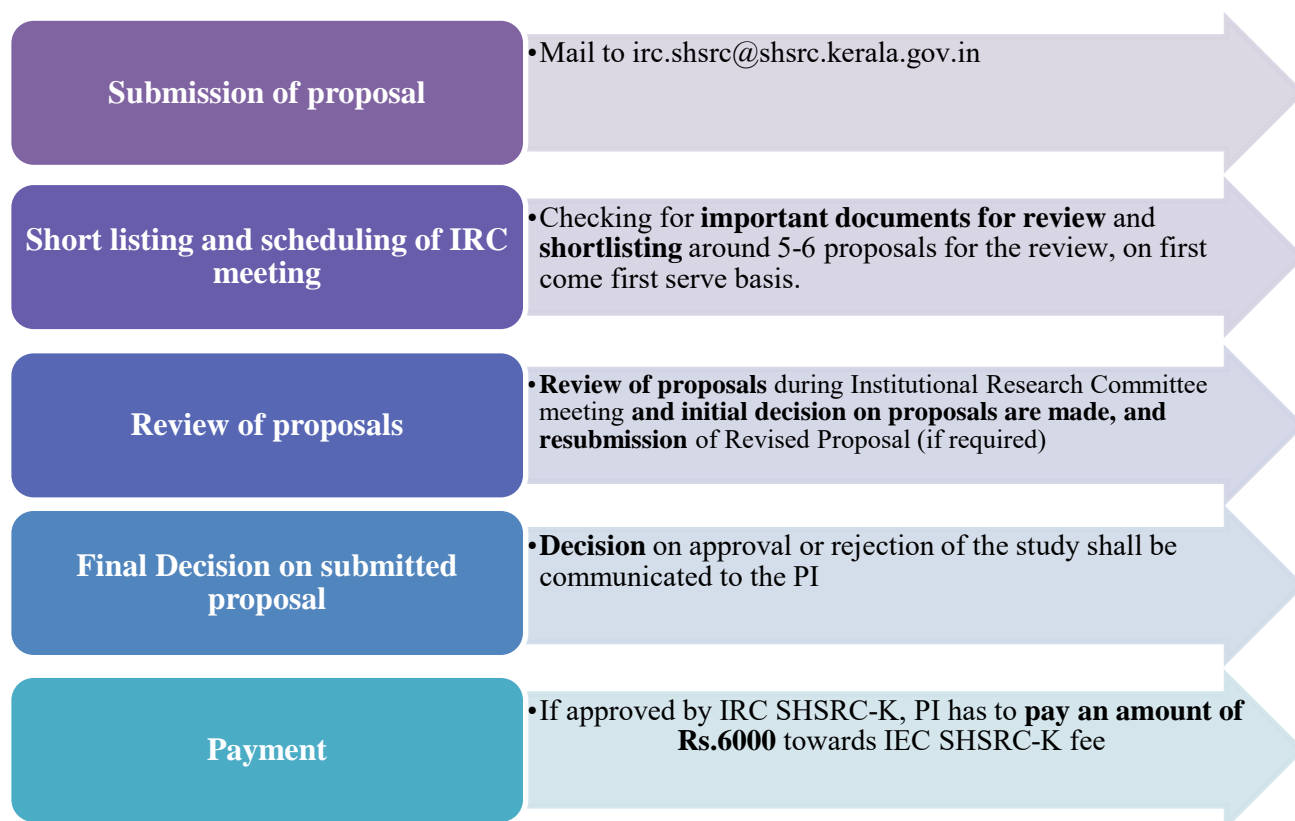 Submission of proposal
•Mail to irc.shsrc@shsrc.kerala.gov.in
Short listing and scheduling of IRC
meeting
•Checking for important documents for review and
shortlisting around 5-6 proposals for the review, on first
come first serve basis.
Review of proposals
•Review of proposals during Institutional Research Committee
meeting and initial decision on proposals are made, and
resubmission of Revised Proposal (if required)
Final Decision on submitted
proposal
•Decision on approval or rejection of the study shall be
communicated to the PI
Payment
•If approved by IRC SHSRC-K, PI has to pay an amount of
Rs.6000 towards IEC SHSRC-K fee